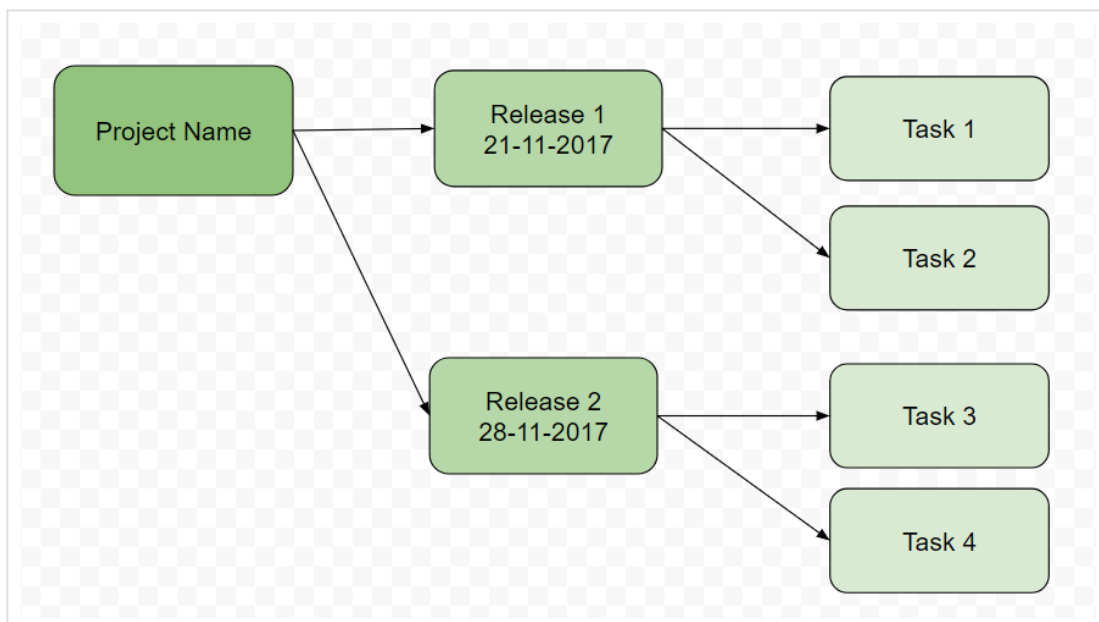 Project Name
Release 1
21-11-2017
Task 1
Task 2
Release 2
28-11-2017
Task 3
Task 4